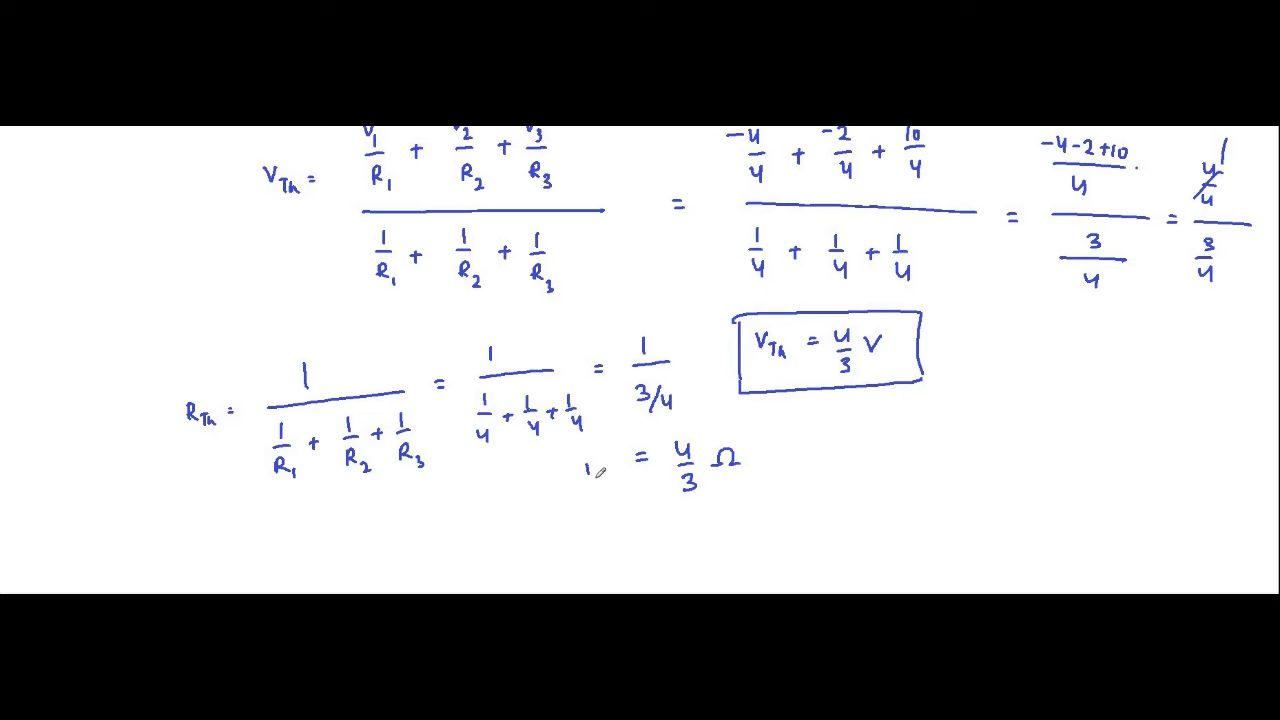 V_Th = (V1/R1 + V2/R2 + V3/R3) / (1/R1 + 1/R2 + 1/R3) = (-4/4 + -2/4 + 10/4) / (1/4 + 1/4 + 1/4) = ((-4-2+10)/4) / (3/4) = (4/4) 1 / (3/4)
V_Th = 4/3 V
R_Th = 1 / (1/R1 + 1/R2 + 1/R3) = 1 / (1/4 + 1/4 + 1/4) = 1 / (3/4)
= 4/3 Ω